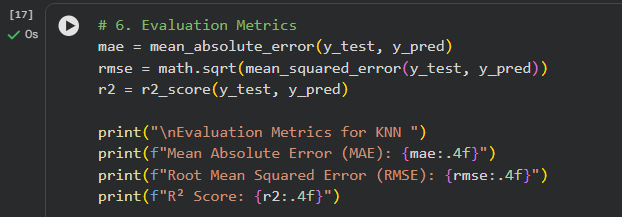 [17]
0s
# 6. Evaluation Metrics
mae = mean_absolute_error(y_test, y_pred)
rmse = math.sqrt(mean_squared_error(y_test, y_pred))
r2 = r2_score(y_test, y_pred)
print("\nEvaluation Metrics for KNN ")
print(f"Mean Absolute Error (MAE): {mae:.4f}")
print(f"Root Mean Squared Error (RMSE): {rmse:.4f}")
print(f"R² Score: {r2:.4f}")